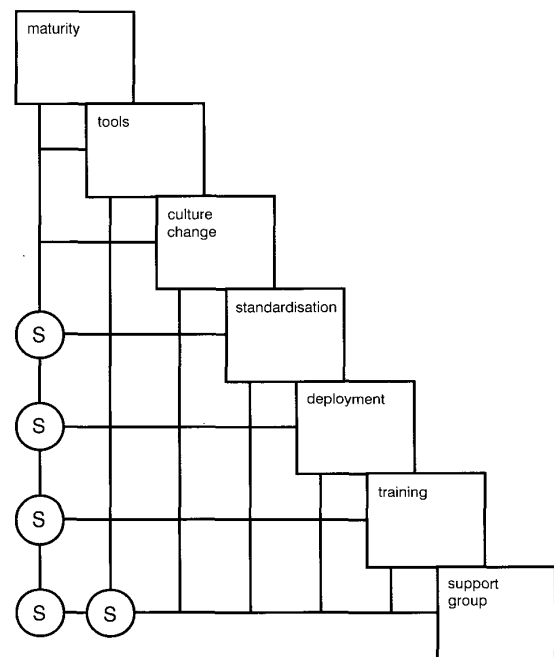 maturity
tools
culture
change
standardisation
S
deployment
S
training
S
support
group
S
S